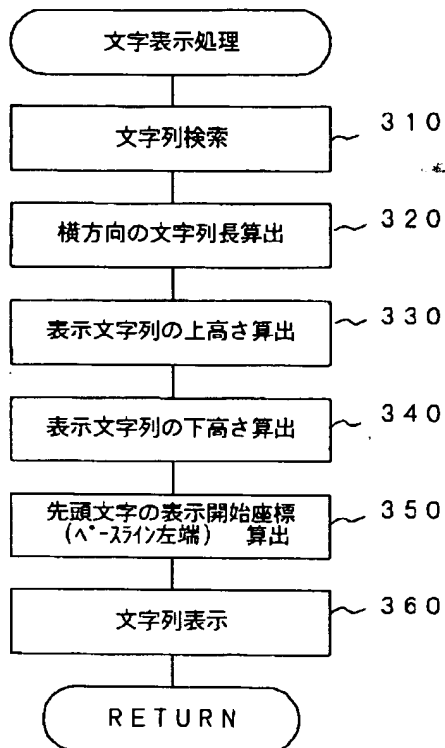 文字表示処理
文字列検索
310
横方向の文字列長算出
320
表示文字列の上高さ算出
330
表示文字列の下高さ算出
340
先頭文字の表示開始座標
(ベースライン左端) 算出
350
文字列表示
360
RETURN